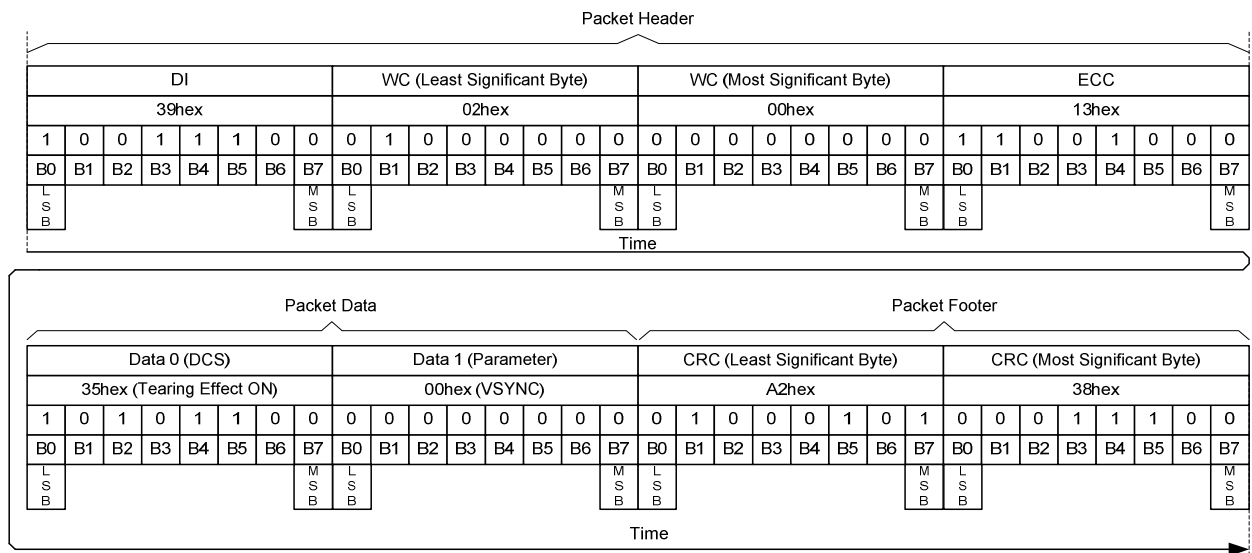 Packet Header
DI WC (Least Significant Byte) WC (Most Significant Byte) ECC
39hex 02hex 00hex 13hex
1 0 0 1 1 1 0 0 0 1 0 0 0 0 0 0 0 0 0 0 0 0 0 0 1 1 0 0 1 0 0 0
B0 B1 B2 B3 B4 B5 B6 B7 B0 B1 B2 B3 B4 B5 B6 B7 B0 B1 B2 B3 B4 B5 B6 B7 B0 B1 B2 B3 B4 B5 B6 B7
LSB MSB LSB MSB LSB MSB LSB MSB
Time
Packet Data Packet Footer
Data 0 (DCS) Data 1 (Parameter) CRC (Least Significant Byte) CRC (Most Significant Byte)
35hex (Tearing Effect ON) 00hex (VSYNC) A2hex 38hex
1 0 1 0 1 1 0 0 0 0 0 0 0 0 0 0 0 1 0 0 0 1 0 1 0 0 0 1 1 1 0 0
B0 B1 B2 B3 B4 B5 B6 B7 B0 B1 B2 B3 B4 B5 B6 B7 B0 B1 B2 B3 B4 B5 B6 B7 B0 B1 B2 B3 B4 B5 B6 B7
LSB MSB LSB MSB LSB MSB LSB MSB
Time